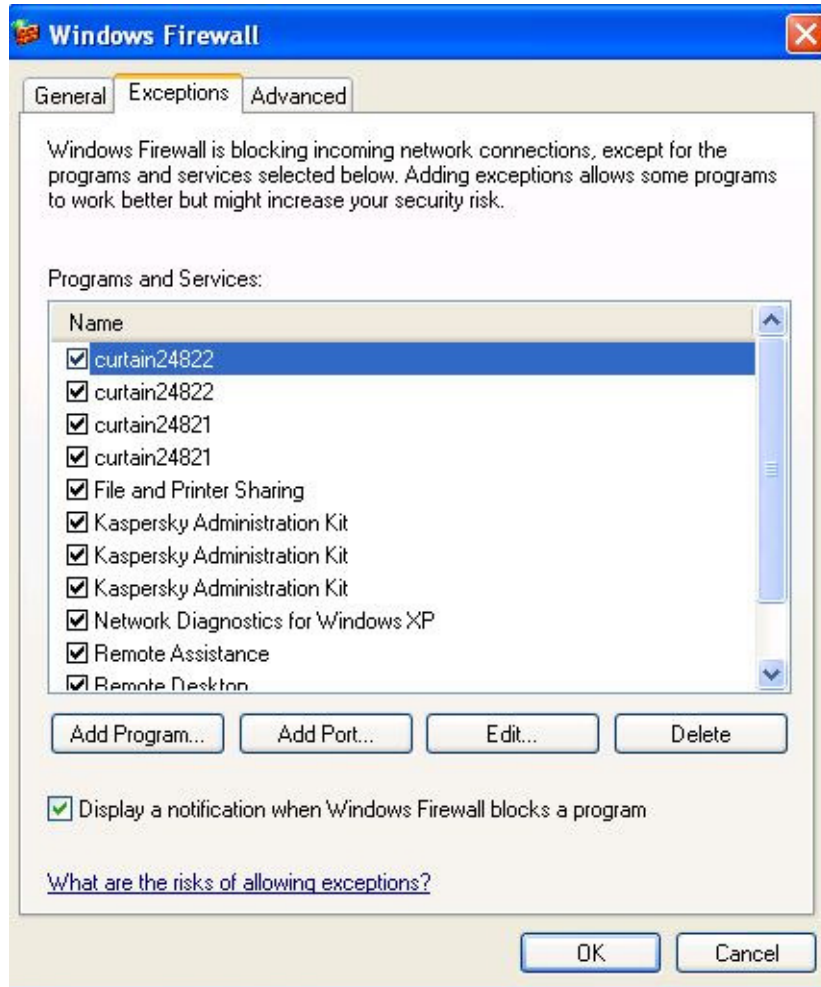 Windows Firewall
General Exceptions Advanced
Windows Firewall is blocking incoming network connections, except for the
programs and services selected below. Adding exceptions allows some programs
to work better but might increase your security risk.
Programs and Services:
Name
curtain24822
curtain24822
curtain24821
curtain24821
File and Printer Sharing
Kaspersky Administration Kit
Kaspersky Administration Kit
Kaspersky Administration Kit
Network Diagnostics for Windows XP
Remote Assistance
Remote Desktop
Add Program... Add Port... Edit... Delete
Display a notification when Windows Firewall blocks a program
What are the risks of allowing exceptions?
OK Cancel